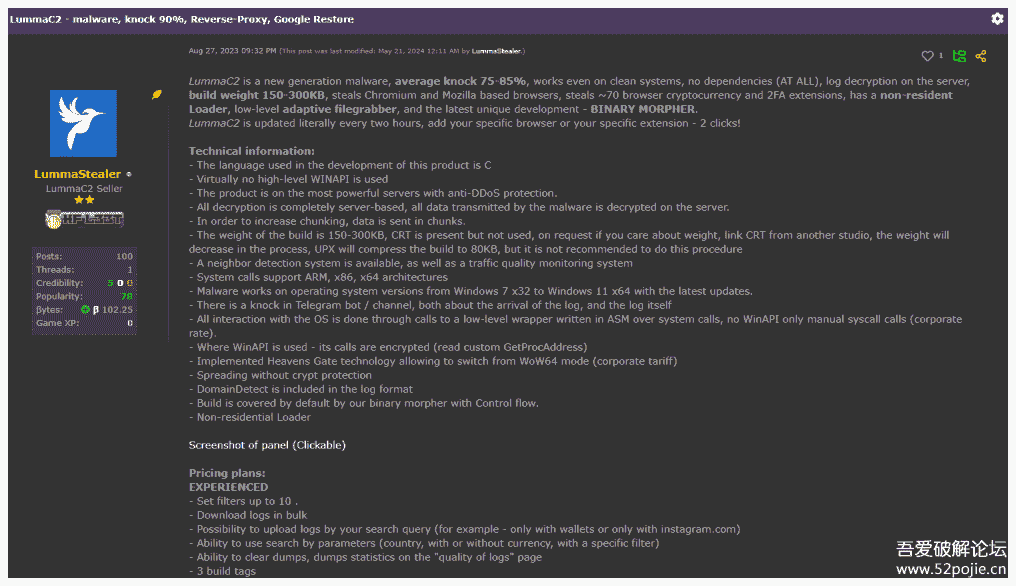 LummaC2 - malware, knock 90%, Reverse-Proxy, Google Restore
Aug 27, 2023 09:32 PM (This post was last modified: May 21, 2024 12:11 AM by LummaStealer.)
1
LummaStealer
LummaC2 Seller
Posts: 100
Threads: 1
Credibility: 5 0 0
Popularity: 78
βytes: β 102.25
Game XP: 0
LummaC2 is a new generation malware, average knock 75-85%, works even on clean systems, no dependencies (AT ALL), log decryption on the server,
build weight 150-300KB, steals Chromium and Mozilla based browsers, steals ~70 browser cryptocurrency and 2FA extensions, has a non-resident
Loader, low-level adaptive filegrabber, and the latest unique development - BINARY MORPHER.
LummaC2 is updated literally every two hours, add your specific browser or your specific extension - 2 clicks!
Technical information:
- The language used in the development of this product is C
- Virtually no high-level WINAPI is used
- The product is on the most powerful servers with anti-DDoS protection.
- All decryption is completely server-based, all data transmitted by the malware is decrypted on the server.
- In order to increase chunking, data is sent in chunks.
- The weight of the build is 150-300KB, CRT is present but not used, on request if you care about weight, link CRT from another studio, the weight will
decrease in the process, UPX will compress the build to 80KB, but it is not recommended to do this procedure
- A neighbor detection system is available, as well as a traffic quality monitoring system
- System calls support ARM, x86, x64 architectures
- Malware works on operating system versions from Windows 7 x32 to Windows 11 x64 with the latest updates.
- There is a knock in Telegram bot / channel, both about the arrival of the log, and the log itself
- All interaction with the OS is done through calls to a low-level wrapper written in ASM over system calls, no WinAPI only manual syscall calls (corporate
rate).
- Where WinAPI is used - its calls are encrypted (read custom GetProcAddress)
- Implemented Heavens Gate technology allowing to switch from WoW64 mode (corporate tariff)
- Spreading without crypt protection
- DomainDetect is included in the log format
- Build is covered by default by our binary morpher with Control flow.
- Non-residential Loader
Screenshot of panel (Clickable)
Pricing plans:
EXPERIENCED
- Set filters up to 10 .
- Download logs in bulk
- Possibility to upload logs by your search query (for example - only with wallets or only with instagram.com)
- Ability to use search by parameters (country, with or without currency, with a specific filter)
- Ability to clear dumps, dumps statistics on the "quality of logs" page
- 3 build tags
吾爱破解论坛
www.52pojie.cn